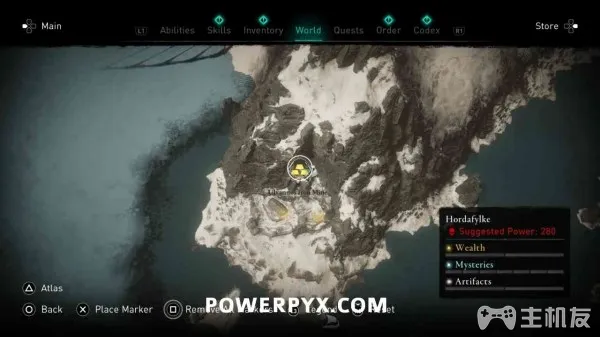 Main
L1
Abilities
Skills
Inventory
World
Quests
Order
Codex
R1
Store
Hordafylke
Suggested Power: 280
Wealth
Mysteries
Artifacts
Atlas
Back
Place Marker
Reset
POWERPYX.COM
主机友